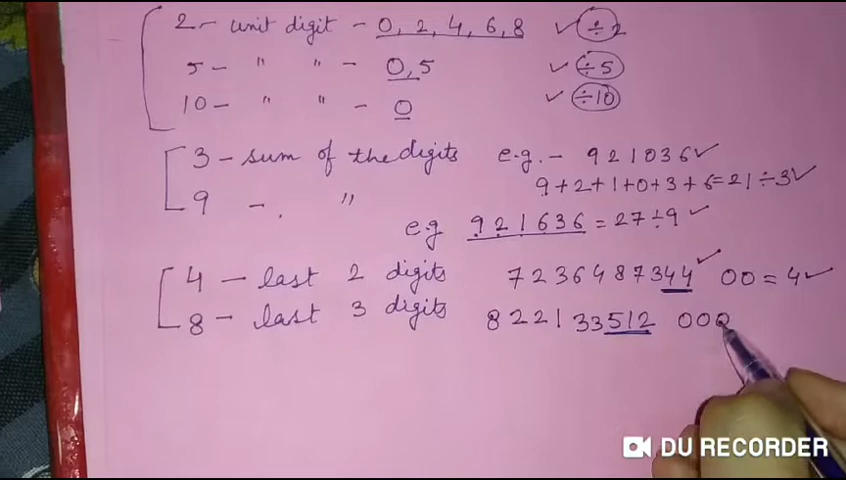 2 - unit digit - 0, 2, 4, 6, 8 ✓ ÷ 2
5 - " " - 0, 5 ✓ ÷ 5
10 - " " - 0 ✓ ÷ 10
3 - sum of the digits e.g. - 921036 ✓
9+2+1+0+3+6=21÷3 ✓
9 - . "
e.g 921636 = 27÷9 ✓
4 - last 2 digits 7236487344 ✓ 00 = 4 ✓
8 - last 3 digits 822133512 000
DU RECORDER